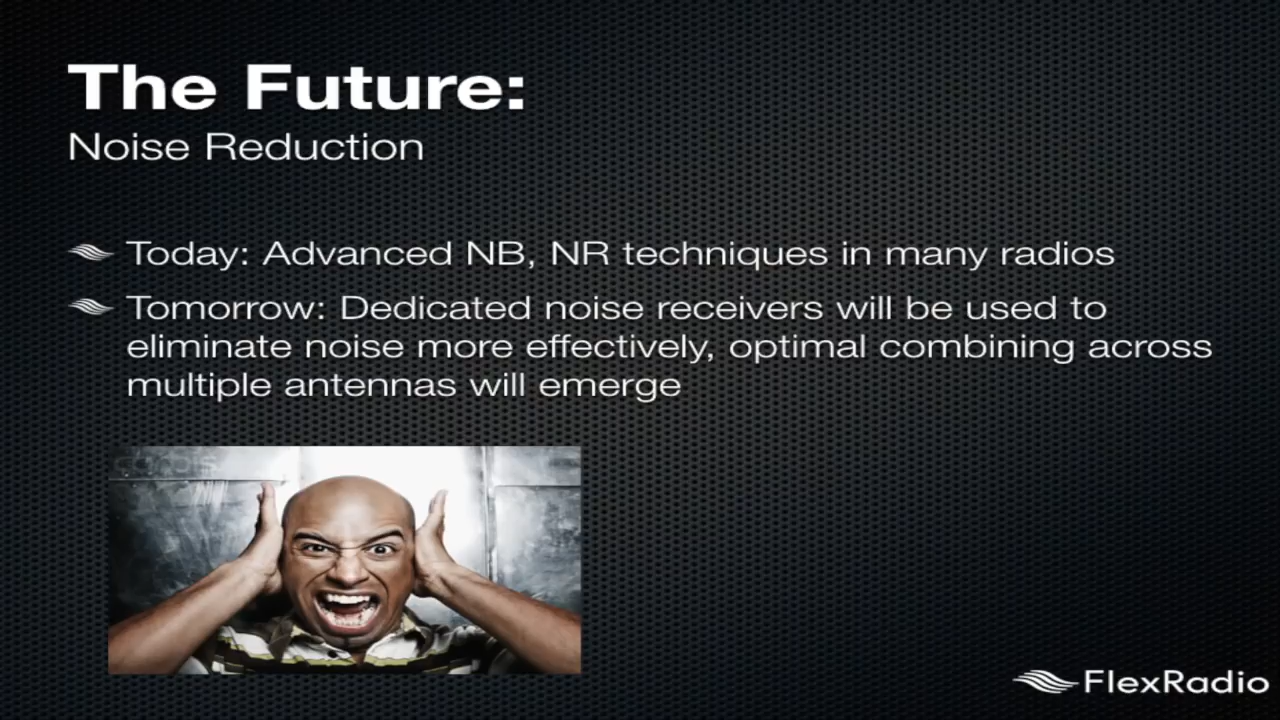 The Future:
Noise Reduction
Today: Advanced NB, NR techniques in many radios
Tomorrow: Dedicated noise receivers will be used to
eliminate noise more effectively, optimal combining across
multiple antennas will emerge
corbis
FlexRadio